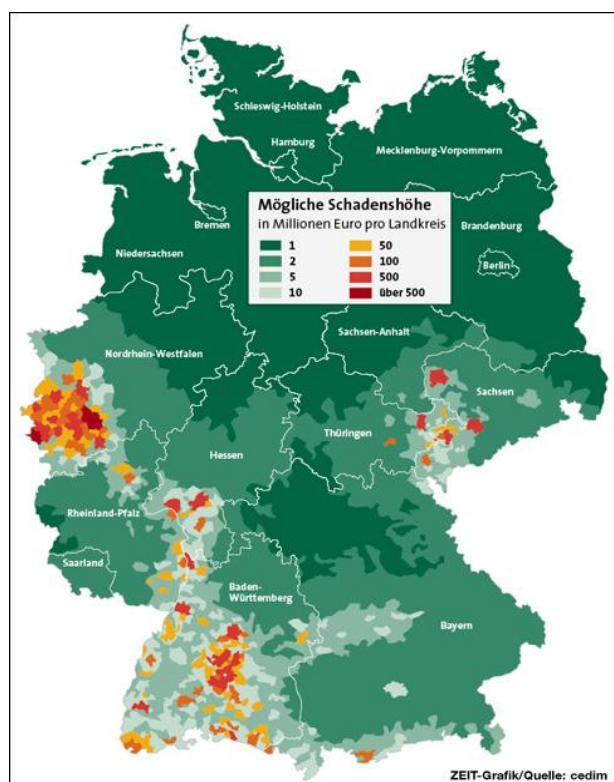 Schleswig-Holstein
Hamburg
Mecklenburg-Vorpommern
Mögliche Schadenshöhe
in Millionen Euro pro Landkreis
1
2
5
10
50
100
500
über 500
Bremen
Brandenburg
Niedersachsen
Berlin
Sachsen-Anhalt
Nordrhein-Westfalen
Sachsen
Thüringen
Hessen
Rheinland-Pfalz
Saarland
Baden-
Württemberg
Bayern
ZEIT-Grafik/Quelle: cedim